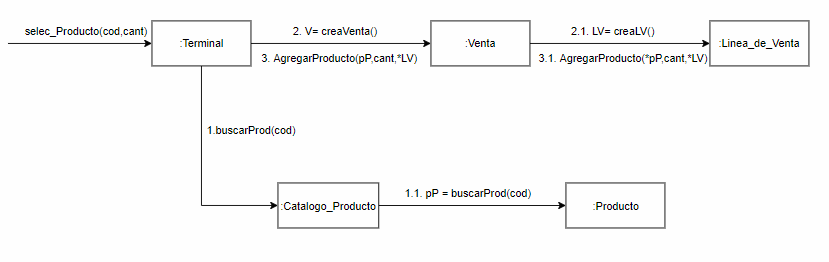 selec_Producto(cod,cant)
:Terminal
2. V= creaVenta()
3. AgregarProducto(pP,cant,*LV)
:Venta
2.1. LV= creaLV()
3.1. AgregarProducto(*pP,cant,*LV)
:Linea_de_Venta
1.buscarProd(cod)
:Catalogo_Producto
1.1. pP = buscarProd(cod)
:Producto